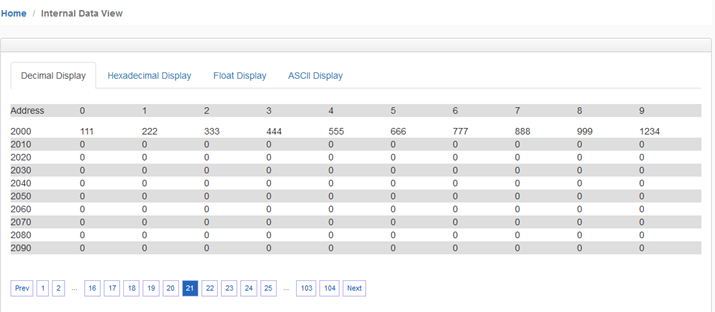 Home / Internal Data View
Decimal Display Hexadecimal Display Float Display ASCII Display
Address 0 1 2 3 4 5 6 7 8 9
2000 111 222 333 444 555 666 777 888 999 1234
2010 0 0 0 0 0 0 0 0 0 0
2020 0 0 0 0 0 0 0 0 0 0
2030 0 0 0 0 0 0 0 0 0 0
2040 0 0 0 0 0 0 0 0 0 0
2050 0 0 0 0 0 0 0 0 0 0
2060 0 0 0 0 0 0 0 0 0 0
2070 0 0 0 0 0 0 0 0 0 0
2080 0 0 0 0 0 0 0 0 0 0
2090 0 0 0 0 0 0 0 0 0 0
Prev 1 2 ... 16 17 18 19 20 21 22 23 24 25 ... 103 104 Next